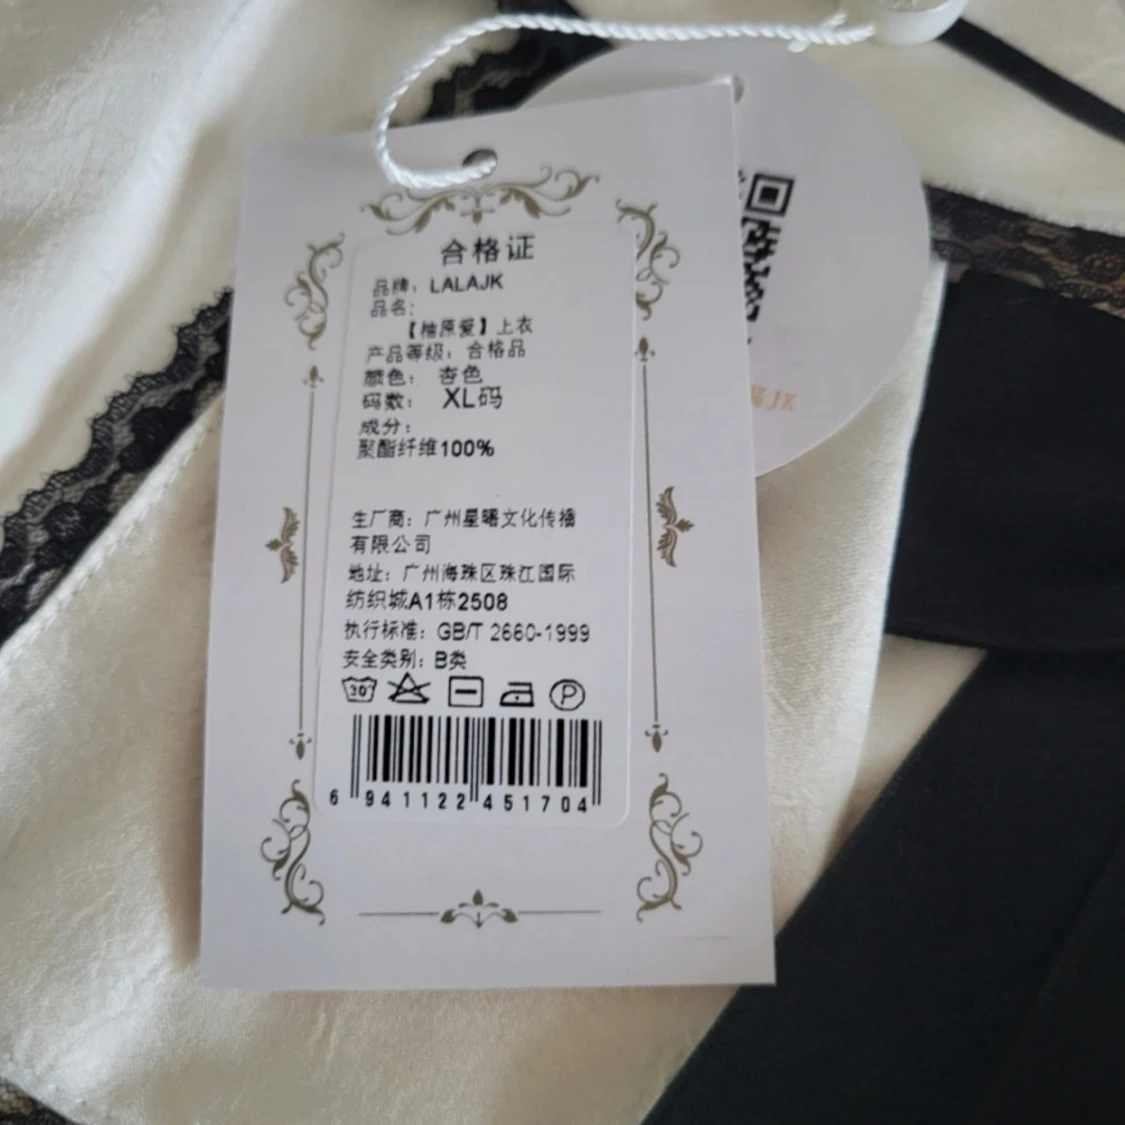 合格证
品牌：LALAJK
品名：
【柚原爱】上衣
产品等级：合格品
颜色：杏色
码数：XL码
成分：
聚酯纤维100%
生厂商：广州星曙文化传播
有限公司
地址：广州海珠区珠江国际
纺织城A1栋2508
执行标准：GB/T 2660-1999
安全类别：B类
30 P
6 941122 451704
JK